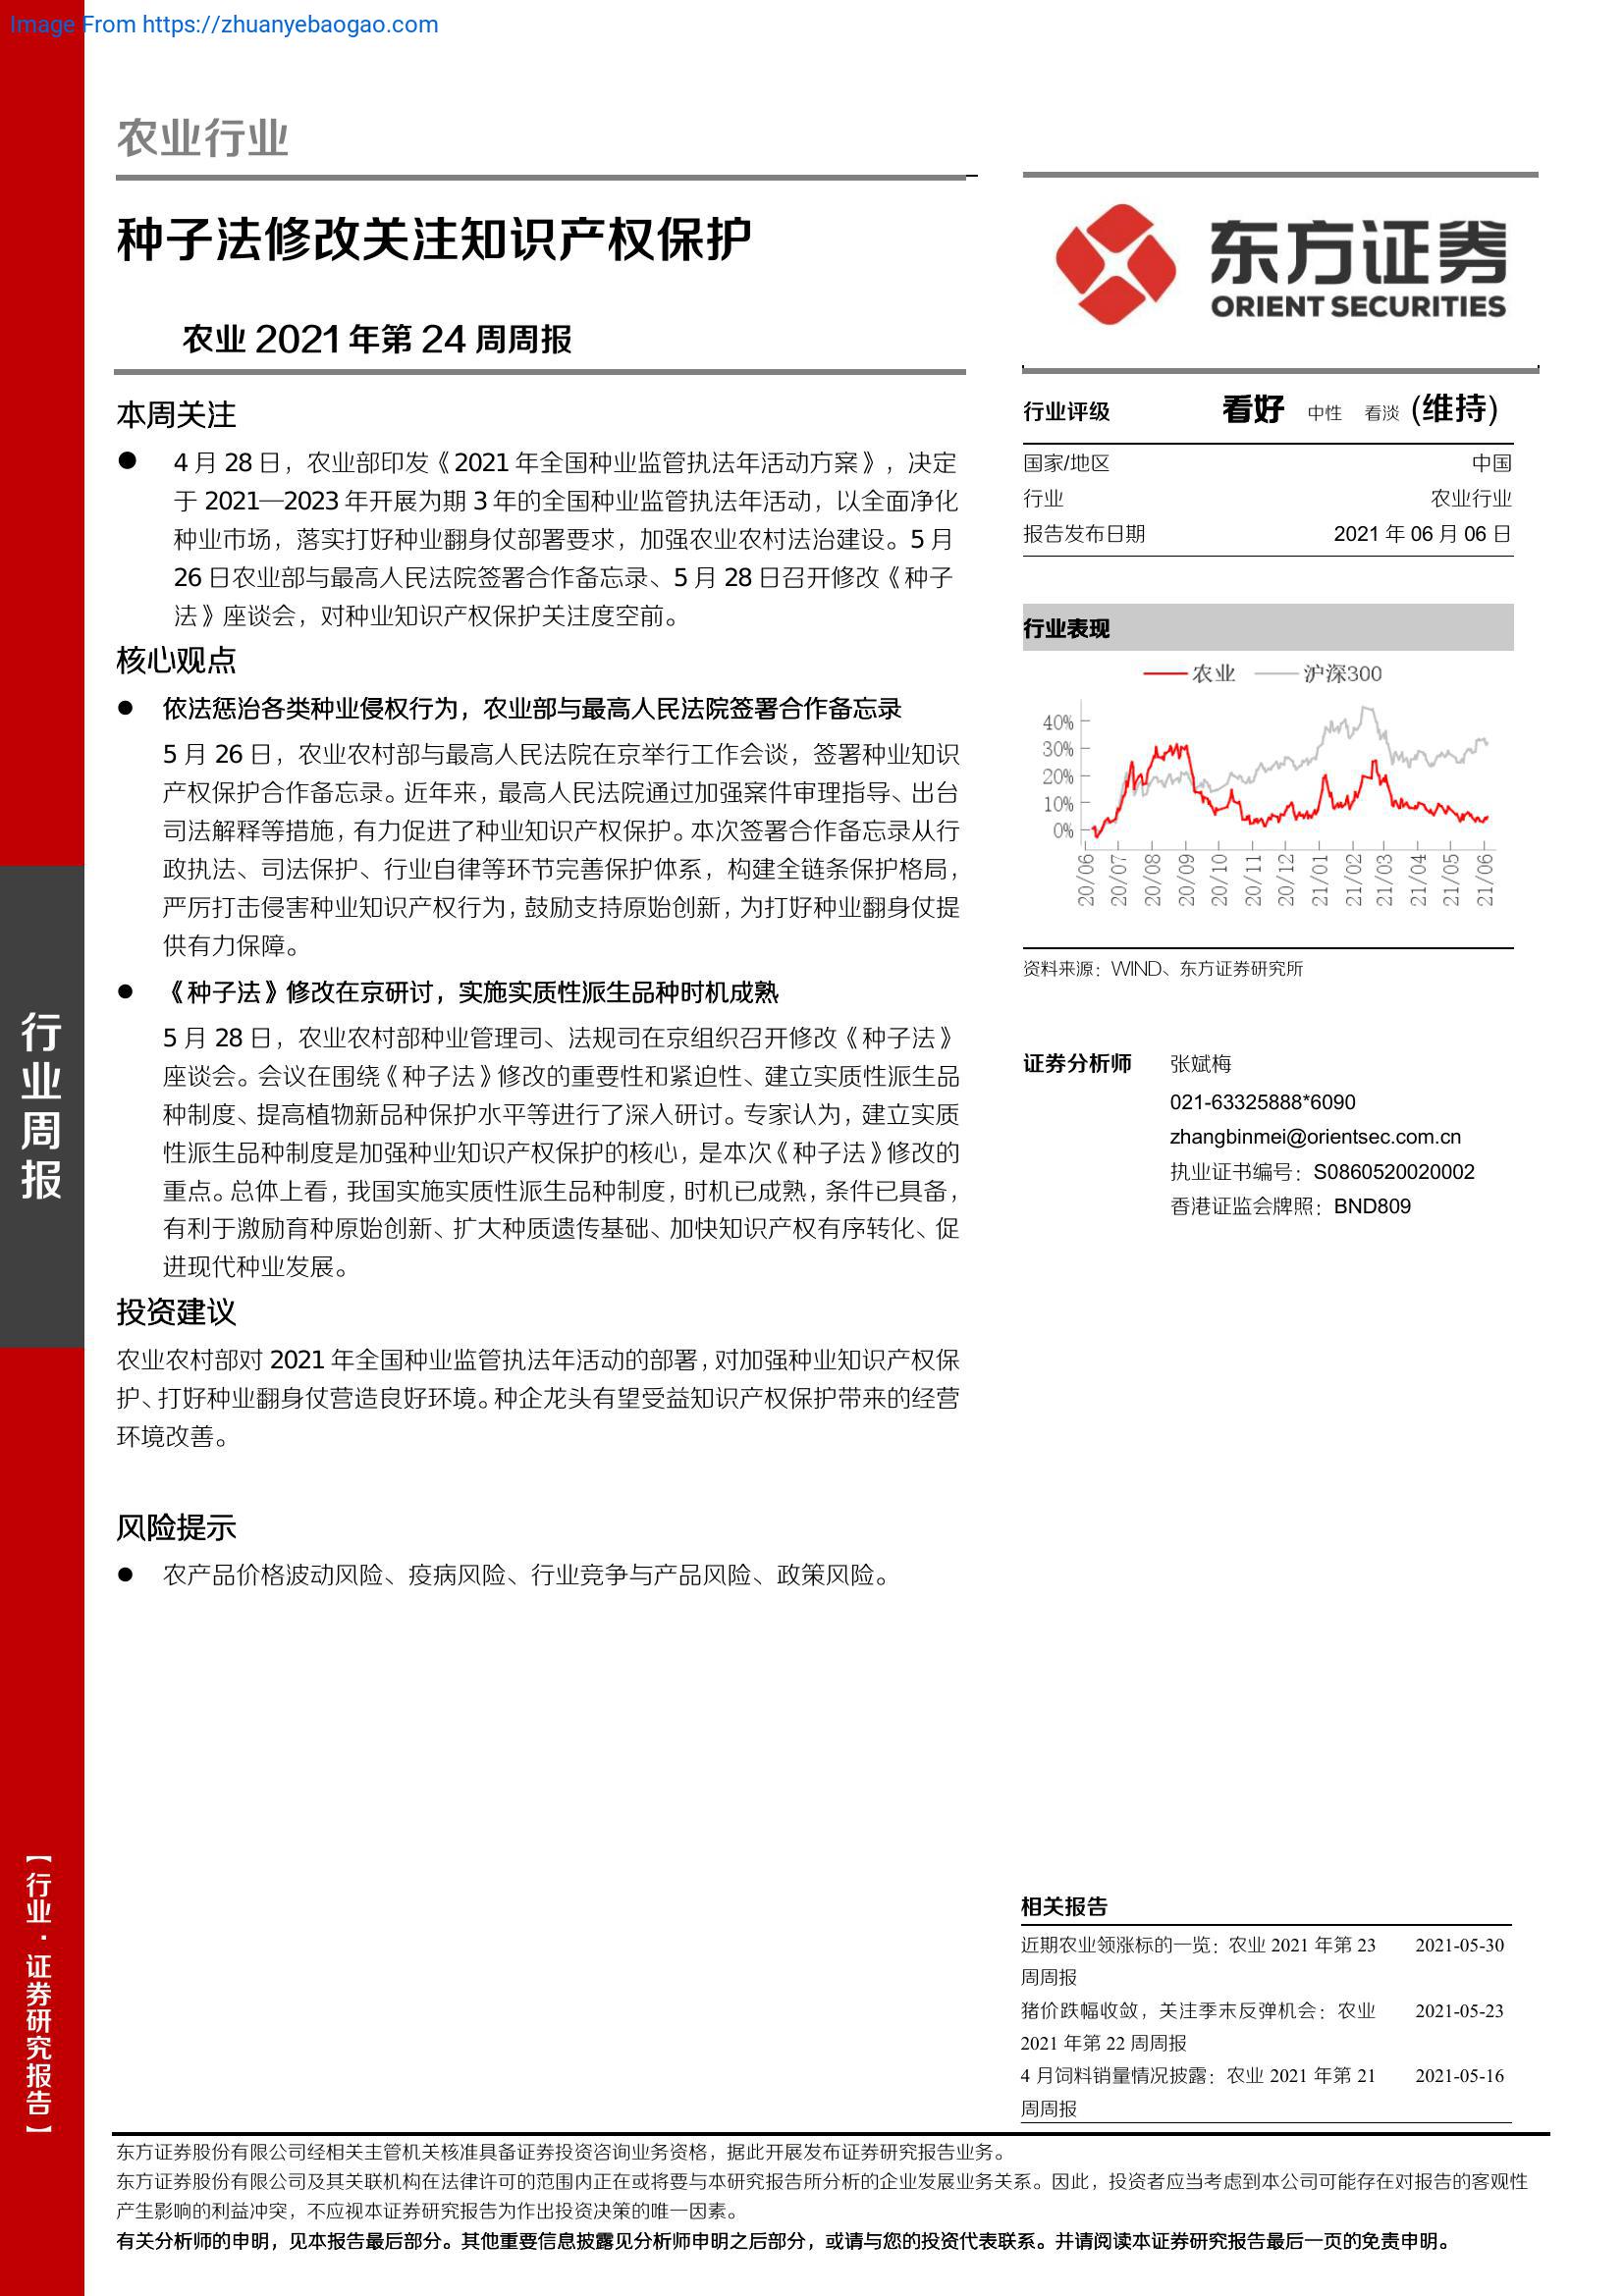 Image From https://zhuanyebaogao.com
农业行业
种子法修改关注知识产权保护
农业 2021 年第 24 周周报
本周关注
● 4 月 28 日，农业部印发《2021 年全国种业监管执法年活动方案》，决定
于 2021—2023 年开展为期 3 年的全国种业监管执法年活动，以全面净化
种业市场，落实打好种业翻身仗部署要求，加强农业农村法治建设。5 月
26 日农业部与最高人民法院签署合作备忘录、5 月 28 日召开修改《种子
法》座谈会，对种业知识产权保护关注度空前。
核心观点
● 依法惩治各类种业侵权行为，农业部与最高人民法院签署合作备忘录
5 月 26 日，农业农村部与最高人民法院在京举行工作会谈，签署种业知识
产权保护合作备忘录。近年来，最高人民法院通过加强案件审理指导、出台
司法解释等措施，有力促进了种业知识产权保护。本次签署合作备忘录从行
政执法、司法保护、行业自律等环节完善保护体系，构建全链条保护格局，
严厉打击侵害种业知识产权行为，鼓励支持原始创新，为打好种业翻身仗提
供有力保障。
● 《种子法》修改在京研讨，实施实质性派生品种时机成熟
5 月 28 日，农业农村部种业管理司、法规司在京组织召开修改《种子法》
座谈会。会议在围绕《种子法》修改的重要性和紧迫性、建立实质性派生品
种制度、提高植物新品种保护水平等进行了深入研讨。专家认为，建立实质
性派生品种制度是加强种业知识产权保护的核心，是本次《种子法》修改的
重点。总体上看，我国实施实质性派生品种制度，时机已成熟，条件已具备，
有利于激励育种原始创新、扩大种质遗传基础、加快知识产权有序转化、促
进现代种业发展。
投资建议
农业农村部对 2021 年全国种业监管执法年活动的部署，对加强种业知识产权保
护、打好种业翻身仗营造良好环境。种企龙头有望受益知识产权保护带来的经营
环境改善。
风险提示
● 农产品价格波动风险、疫病风险、行业竞争与产品风险、政策风险。
东方证券
ORIENT SECURITIES
行业评级 看好 中性 看淡 (维持)
国家/地区 中国
行业 农业行业
报告发布日期 2021 年 06 月 06 日
行业表现
农业 沪深300
40%
30%
20%
10%
0%
20/06 20/07 20/08 20/09 20/10 20/11 20/12 21/01 21/02 21/03 21/04 21/05 21/06
资料来源：WIND、东方证券研究所
证券分析师 张斌梅
021-63325888*6090
zhangbinmei@orientsec.com.cn
执业证书编号：S0860520020002
香港证监会牌照：BND809
相关报告
近期农业领涨标的一览：农业 2021 年第 23 2021-05-30
周周报
猪价跌幅收敛，关注季末反弹机会：农业 2021-05-23
2021 年第 22 周周报
4 月饲料销量情况披露：农业 2021 年第 21 2021-05-16
周周报
行业周报
【行业·证券研究报告】
东方证券股份有限公司经相关主管机关核准具备证券投资咨询业务资格，据此开展发布证券研究报告业务。
东方证券股份有限公司及其关联机构在法律许可的范围内正在或将要与本研究报告所分析的企业发展业务关系。因此，投资者应当考虑到本公司可能存在对报告的客观性
产生影响的利益冲突，不应视本证券研究报告为作出投资决策的唯一因素。
有关分析师的申明，见本报告最后部分。其他重要信息披露见分析师申明之后部分，或请与您的投资代表联系。并请阅读本证券研究报告最后一页的免责申明。